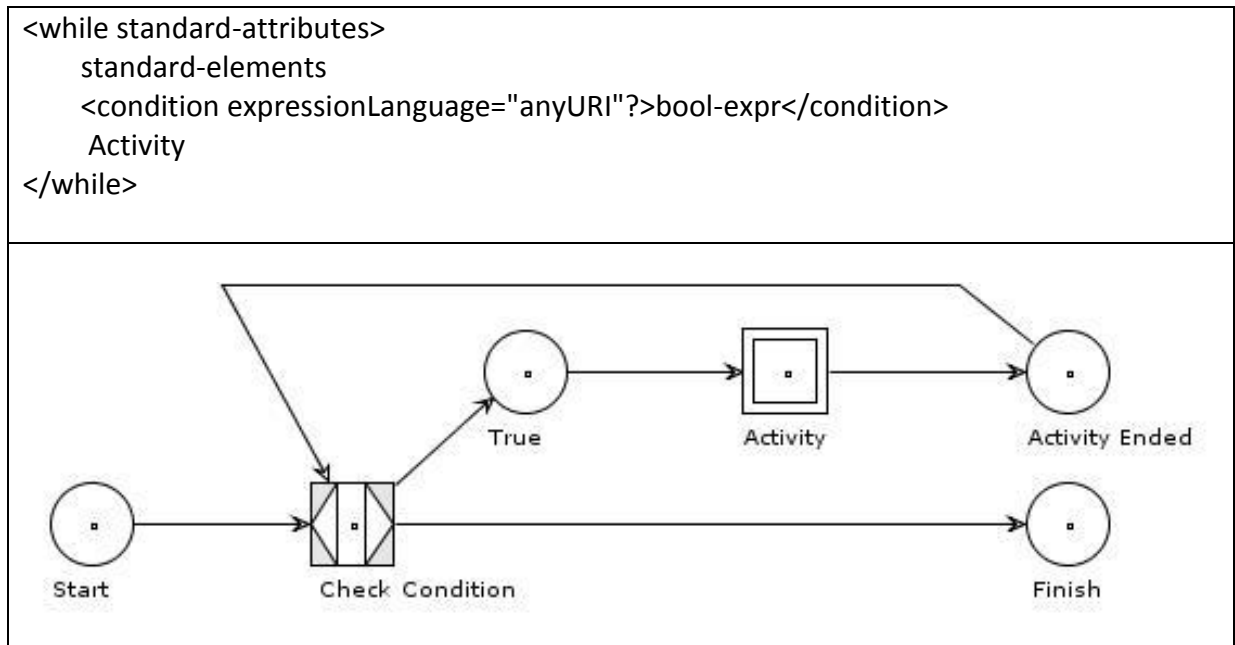 <while standard-attributes>
standard-elements
<condition expressionLanguage="anyURI"?>bool-expr</condition>
Activity
</while>
True
Activity
Activity Ended
Start
Check Condition
Finish